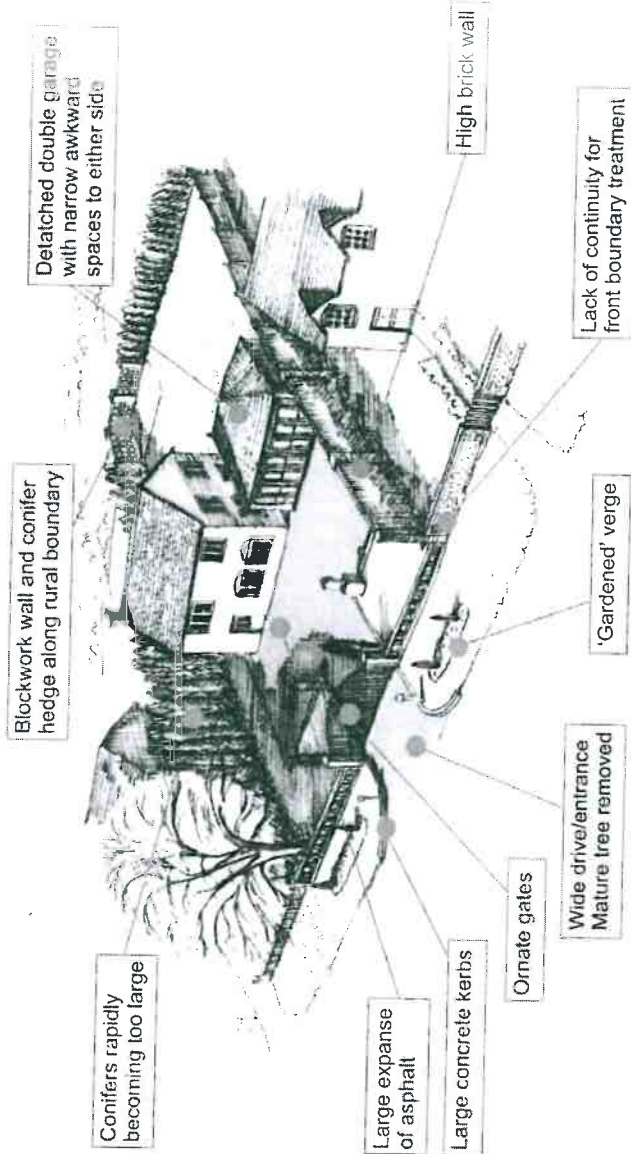 Conifers rapidly
becoming too large
Blockwork wall and conifer
hedge along rural boundary
Detatched double garage
with narrow awkward
spaces to either side
High brick wall
Lack of continuity for
front boundary treatment
'Gardened' verge
Wide drive/entrance
Mature tree removed
Ornate gates
Large concrete kerbs
Large expanse
of asphalt